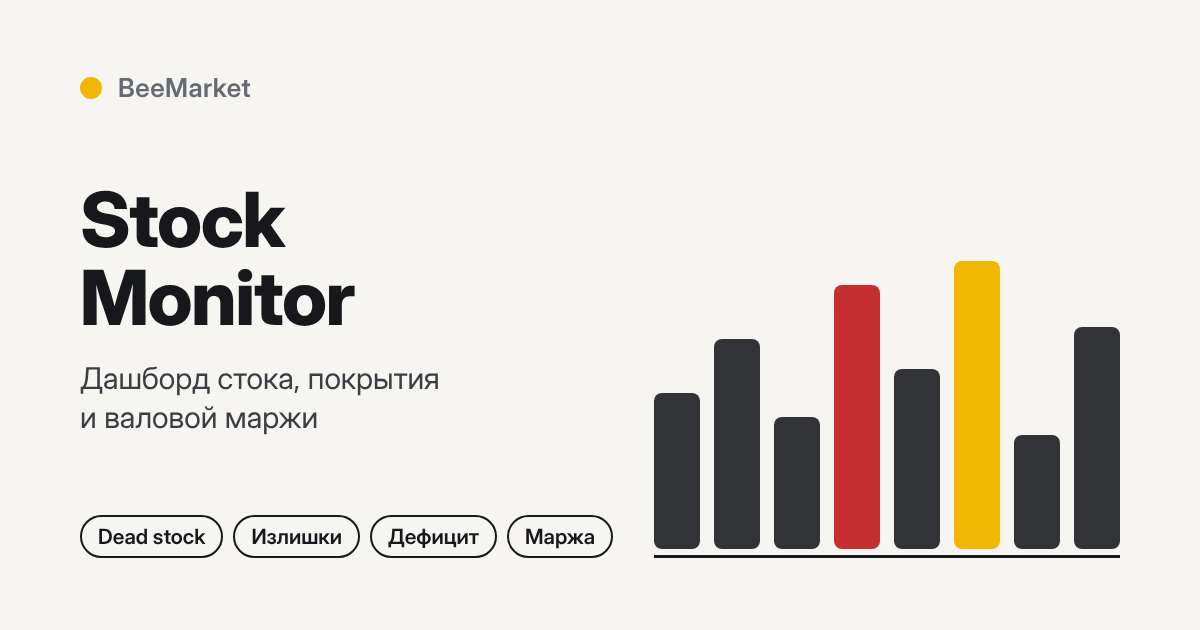 BeeMarket
Stock
Monitor
Дашборд стока, покрытия
и валовой маржи
Dead stock Излишки Дефицит Маржа